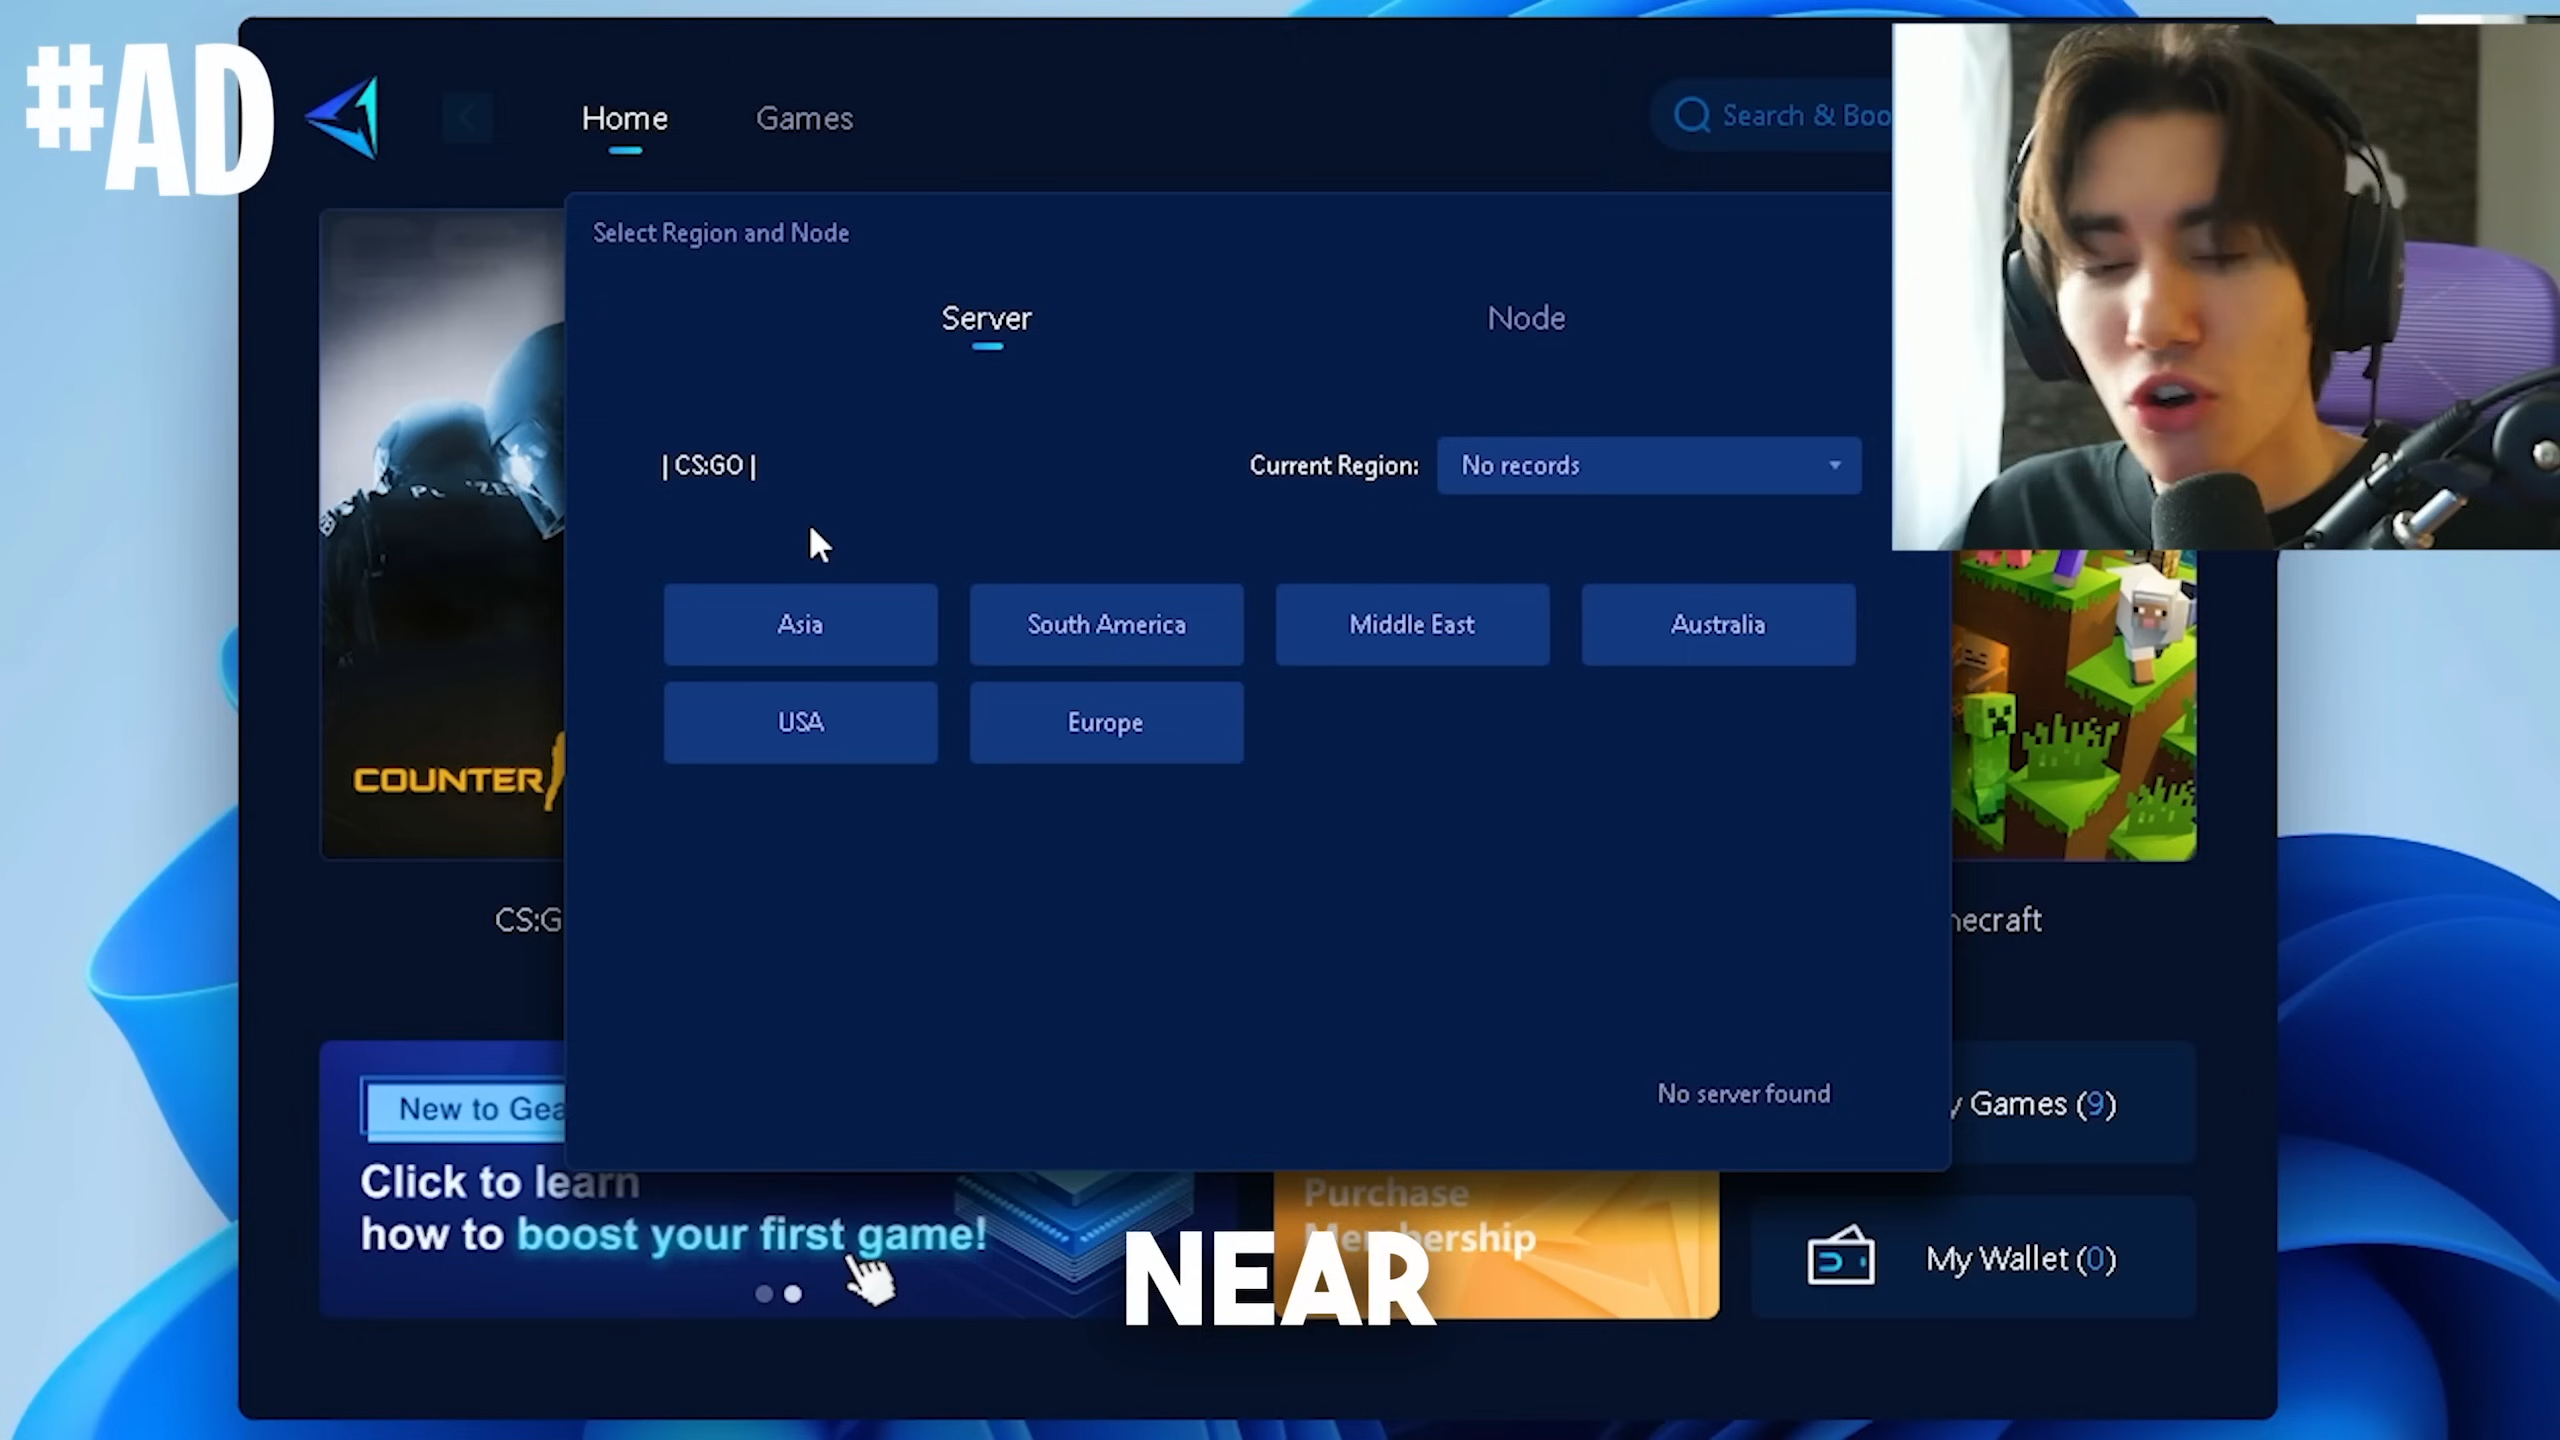 #AD
Home
Games
Search & Boo
Select Region and Node
Server
Node
| CS:GO |
Current Region:
No records
Asia
South America
Middle East
Australia
USA
Europe
COUNTER
CS:G
necraft
No server found
New to Gea
Click to learn
how to boost your first game!
Purchase
Membership
y Games (9)
My Wallet (0)
NEAR